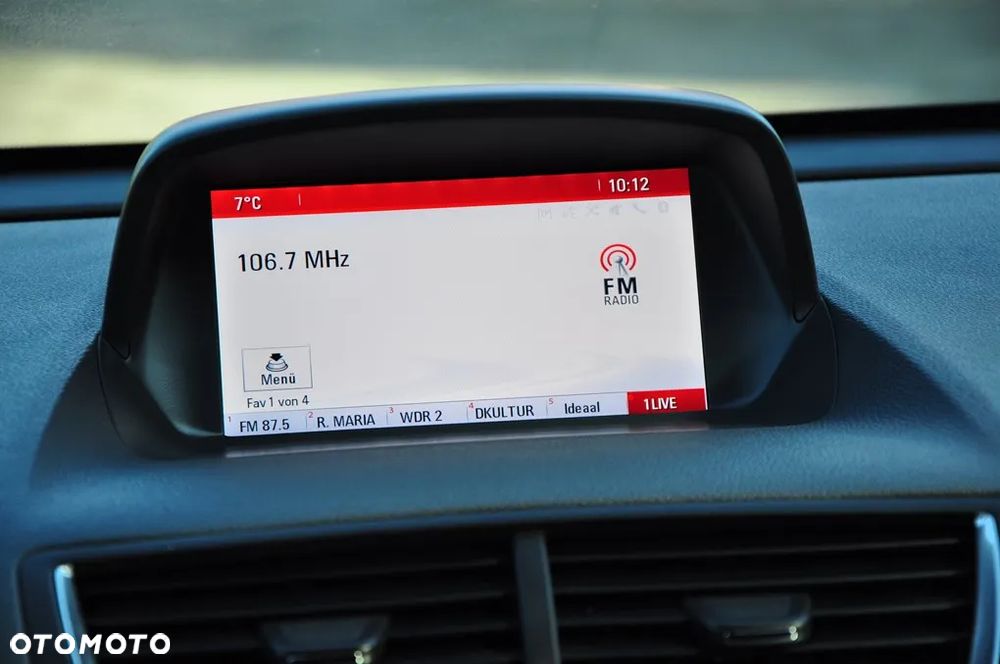 7°C 10:12
106.7 MHz
FM
RADIO
Menü
Fav 1 von 4
1 FM 87.5 2 R. MARIA 3 WDR 2 4 DKULTUR 5 Ideaal 1LIVE
OTOMOTO